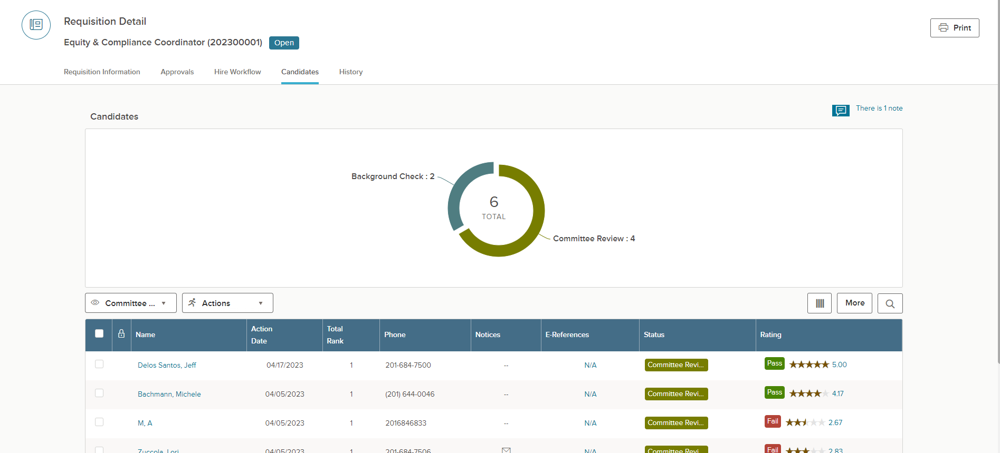 Requisition Detail
Print
Equity & Compliance Coordinator (202300001) Open
Requisition Information Approvals Hire Workflow Candidates History
There is 1 note
Candidates
Background Check : 2
6
TOTAL
Committee Review : 4
Committee ... Actions More
Name Action Date Total Rank Phone Notices E-References Status Rating
Delos Santos, Jeff 04/17/2023 1 201-684-7500 -- N/A Committee Revi... Pass 5.00
Bachmann, Michele 04/05/2023 1 (201) 644-0046 -- N/A Committee Revi... Pass 4.17
M, A 04/05/2023 1 2016846833 -- N/A Committee Revi... Fail 2.67
Zuccola, Lori 04/05/2023 1 201-684-7506 N/A Committee Revi... Fail 2.83